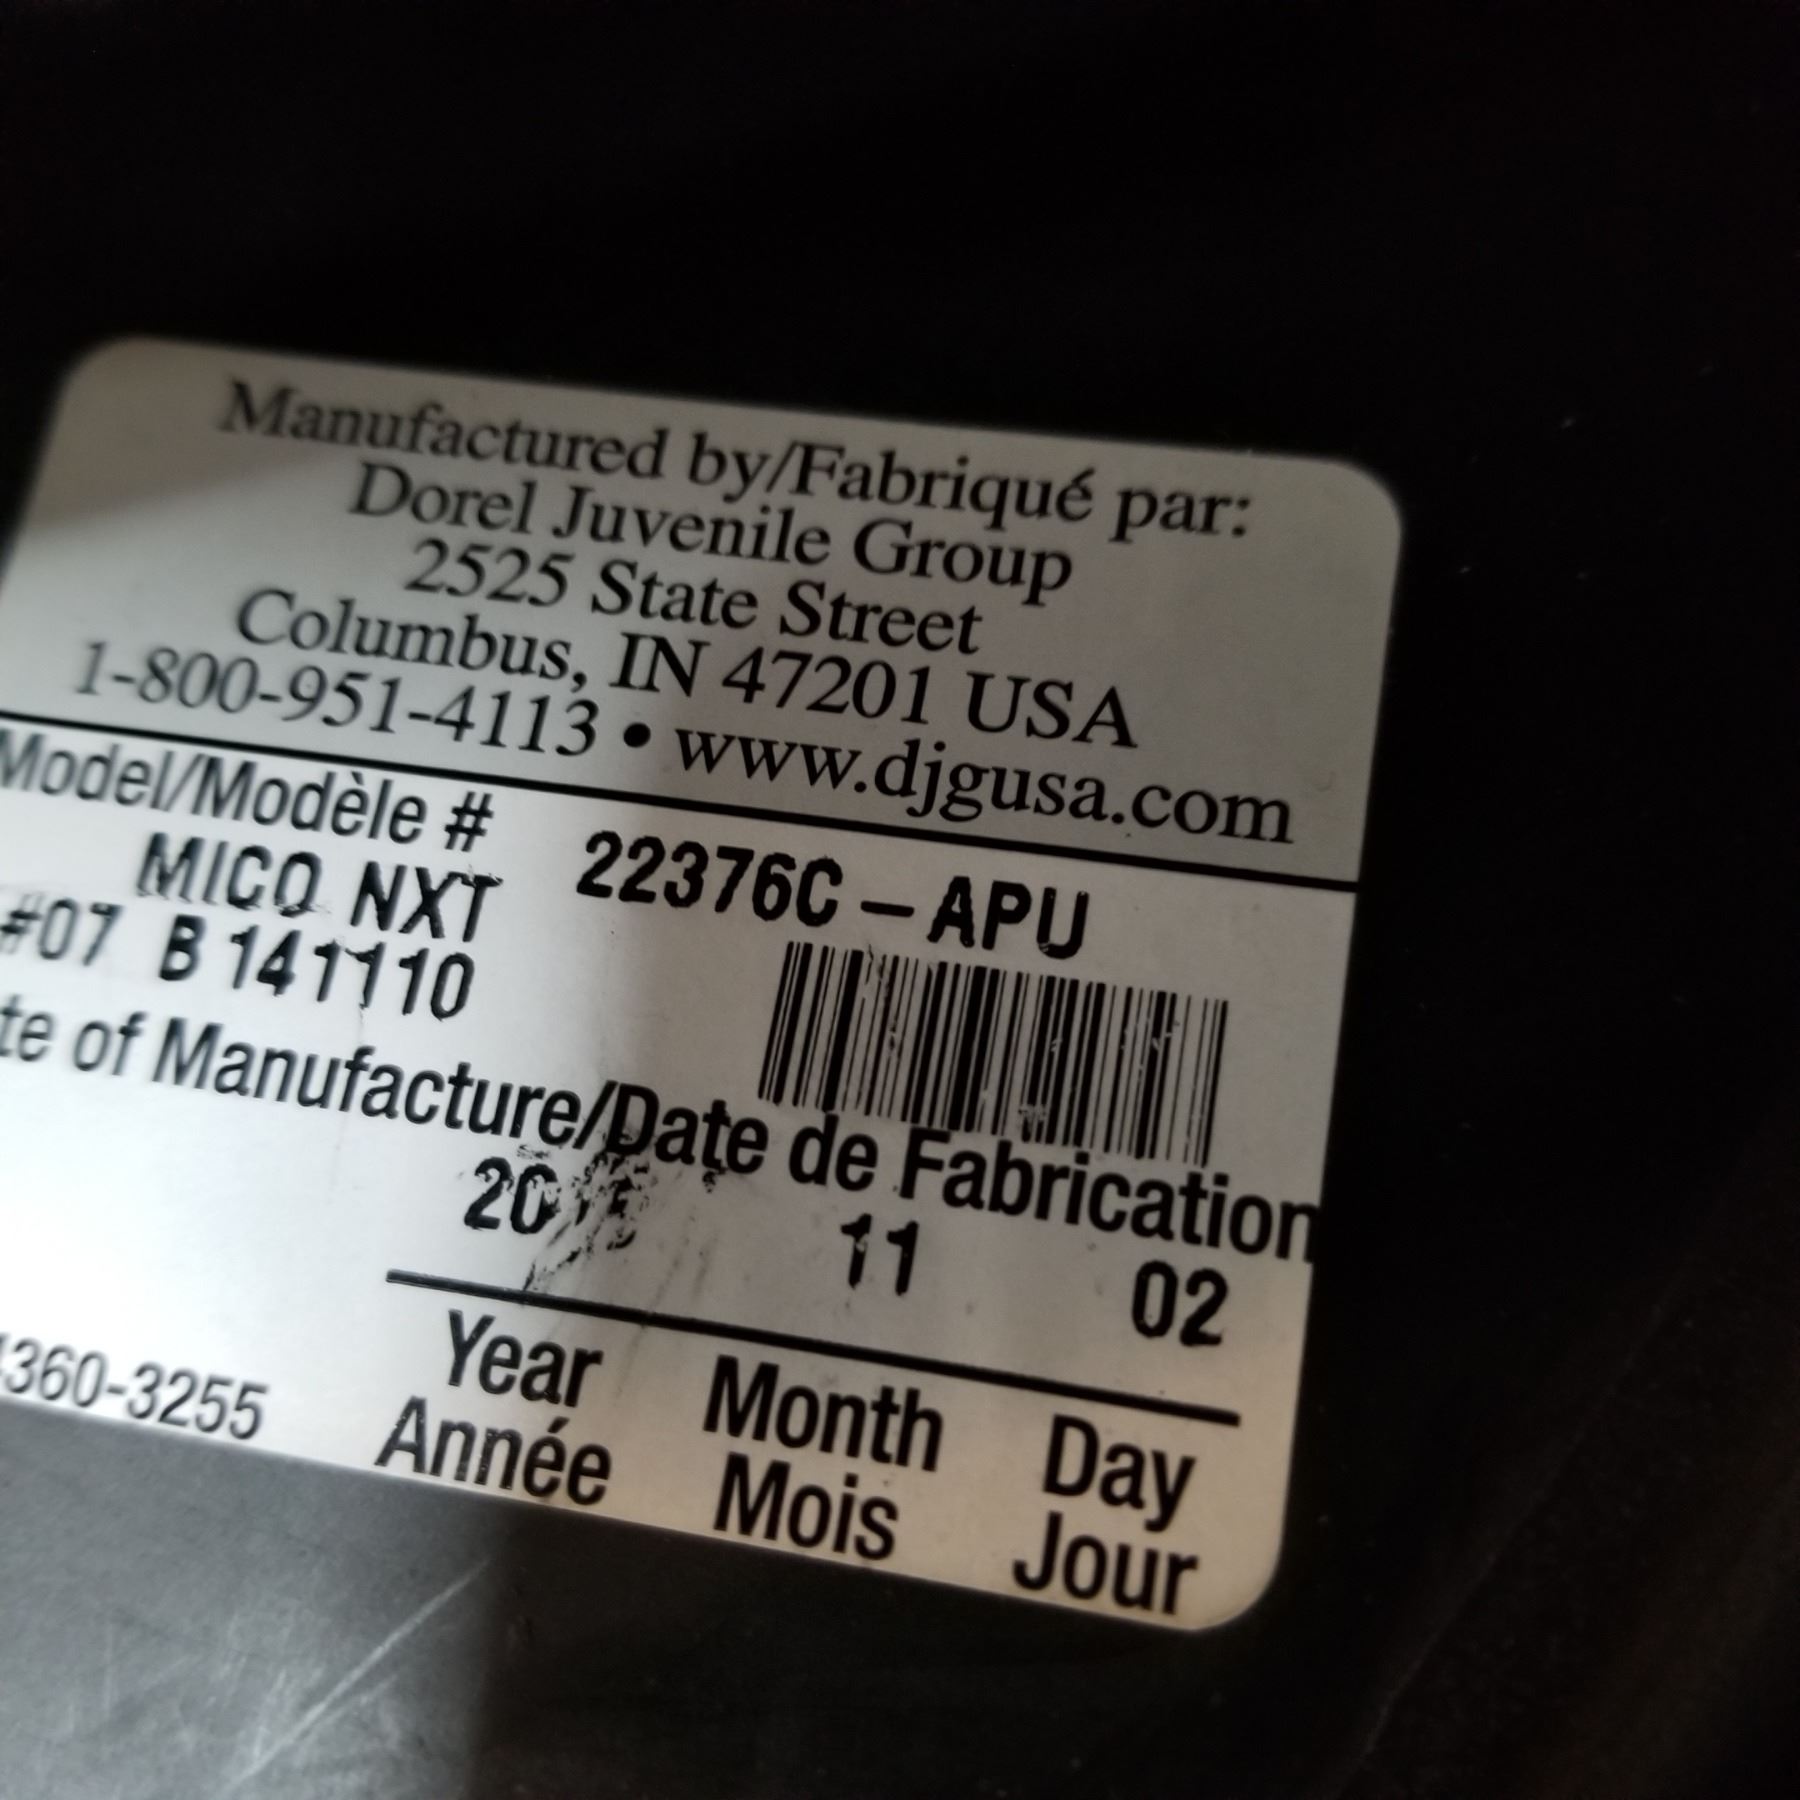 Manufactured by/Fabriqué par:
Dorel Juvenile Group
2525 State Street
Columbus, IN 47201 USA
1-800-951-4113 • www.djgusa.com
Model/Modèle # 22376C-APU
MICO NXT
#07 B 141110
te of Manufacture/Date de Fabrication
11 02
Year Month Day
Année Mois Jour
360-3255